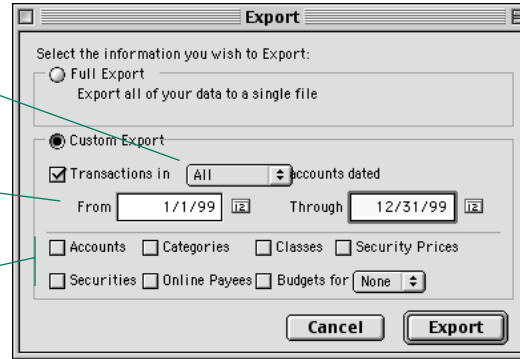 Export
Select the information you wish to Export:
Full Export
Export all of your data to a single file
Custom Export
Transactions in All accounts dated
From 1/1/99 12 Through 12/31/99 12
Accounts Categories Classes Security Prices
Securities Online Payees Budgets for None
Cancel Export